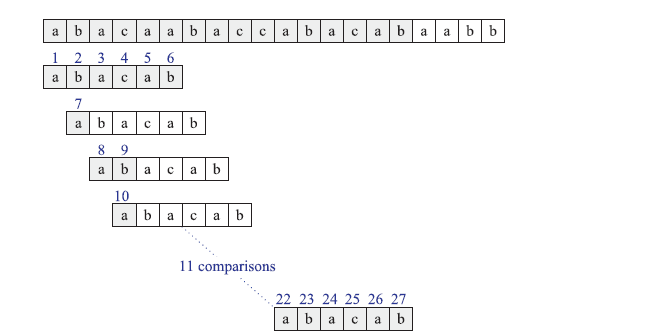 a b a c a a b a c c a b a c a b a a b b
1 2 3 4 5 6
a b a c a b
7
a b a c a b
8 9
a b a c a b
10
a b a c a b
11 comparisons
22 23 24 25 26 27
a b a c a b